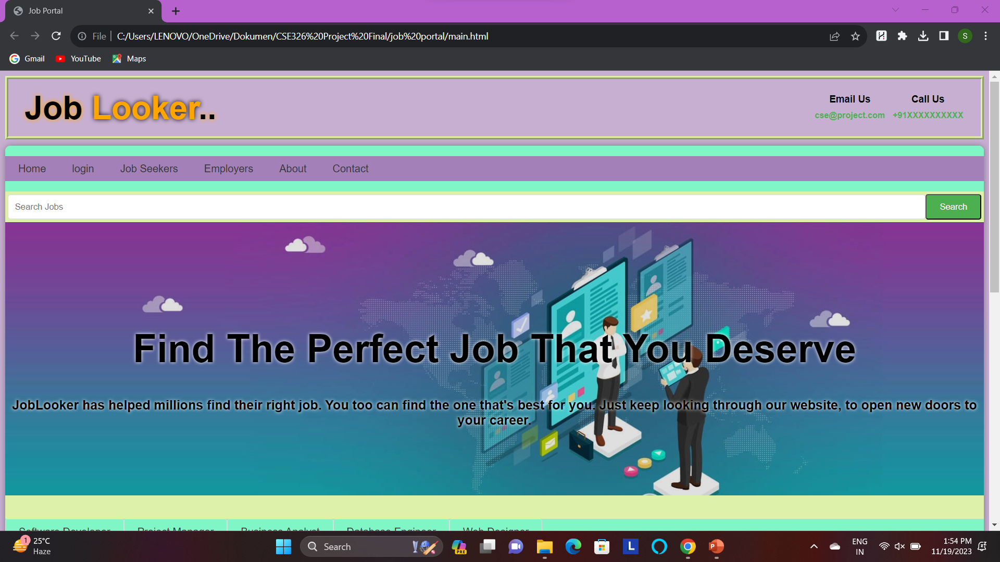 Job Portal
File
C:/Users/LENOVO/OneDrive/Dokumen/CSE326%20Project%20Final/job%20portal/main.html
S
Gmail YouTube Maps
Job Looker..
Email Us Call Us
cse@project.com +91XXXXXXXXXX
Home login Job Seekers Employers About Contact
Search Jobs Search
Find The Perfect Job That You Deserve
JobLooker has helped millions find their right job. You too can find the one that's best for you. Just keep looking through our website, to open new doors to
your career.
Software Developer Project Manager Business Analyst Database Engineer Web Designer
1
25°C
Haze
Search
PRE
L
P
ENG
IN
1:54 PM
11/19/2023